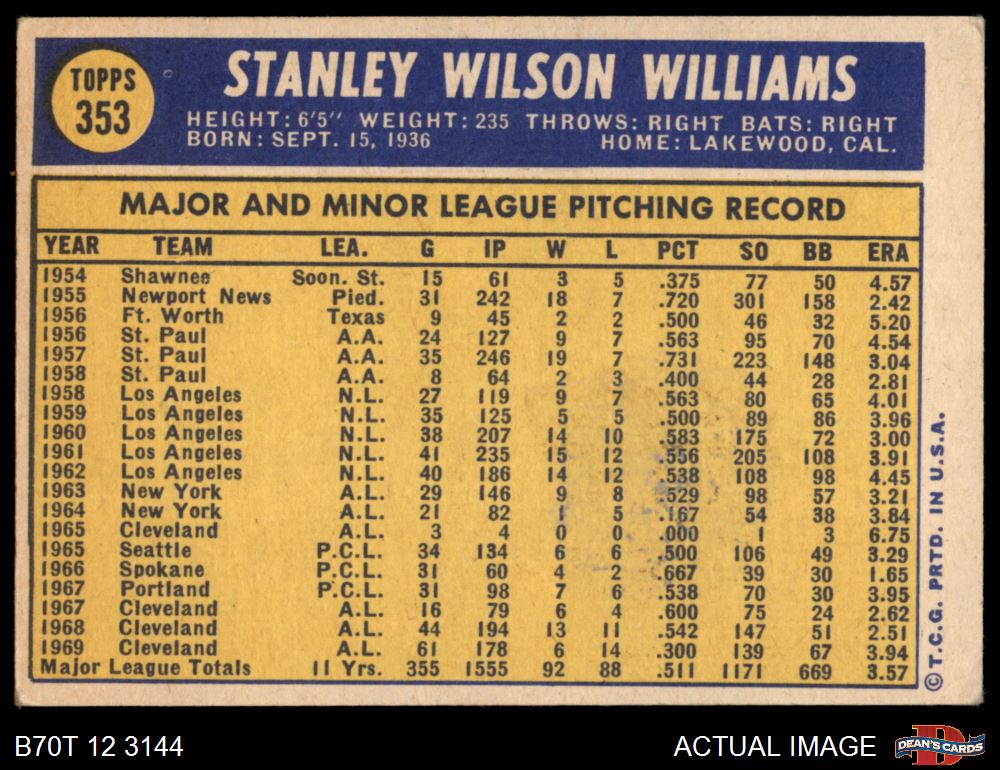 TOPPS
353
STANLEY WILSON WILLIAMS
HEIGHT: 6'5" WEIGHT: 235 THROWS: RIGHT BATS: RIGHT
BORN: SEPT. 15, 1936 HOME: LAKEWOOD, CAL.
MAJOR AND MINOR LEAGUE PITCHING RECORD
YEAR TEAM LEA. G IP W L PCT SO BB ERA
1954 Shawnee Soon. St. 15 61 3 5 .375 77 50 4.57
1955 Newport News Pied. 31 242 18 7 .720 301 158 2.42
1956 Ft. Worth Texas 9 45 2 2 .500 46 32 5.20
1956 St. Paul A.A. 24 127 9 7 .563 95 70 4.54
1957 St. Paul A.A. 35 246 19 7 .731 223 148 3.04
1958 St. Paul A.A. 8 64 2 3 .400 44 28 2.81
1958 Los Angeles N.L. 27 119 9 7 .563 80 65 4.01
1959 Los Angeles N.L. 35 125 5 5 .500 89 86 3.96
1960 Los Angeles N.L. 38 207 14 10 .583 175 72 3.00
1961 Los Angeles N.L. 41 235 15 12 .556 205 108 3.91
1962 Los Angeles N.L. 40 186 14 12 .538 108 98 4.45
1963 New York A.L. 29 146 9 8 .529 98 57 3.21
1964 New York A.L. 21 82 1 5 .167 54 38 3.84
1965 Cleveland A.L. 3 4 0 0 .000 1 3 6.75
1965 Seattle P.C.L. 34 134 6 6 .500 106 49 3.29
1966 Spokane P.C.L. 31 60 4 2 .667 39 30 1.65
1967 Portland P.C.L. 31 98 7 6 .538 70 30 3.95
1967 Cleveland A.L. 16 79 6 4 .600 75 24 2.62
1968 Cleveland A.L. 44 194 13 11 .542 147 51 2.51
1969 Cleveland A.L. 61 178 6 14 .300 139 67 3.94
Major League Totals 11 Yrs. 355 1555 92 88 .511 1171 669 3.57
©T.C.G. PRTD. IN U.S.A.
B70T 12 3144 ACTUAL IMAGE
D
DEAN'S CARDS